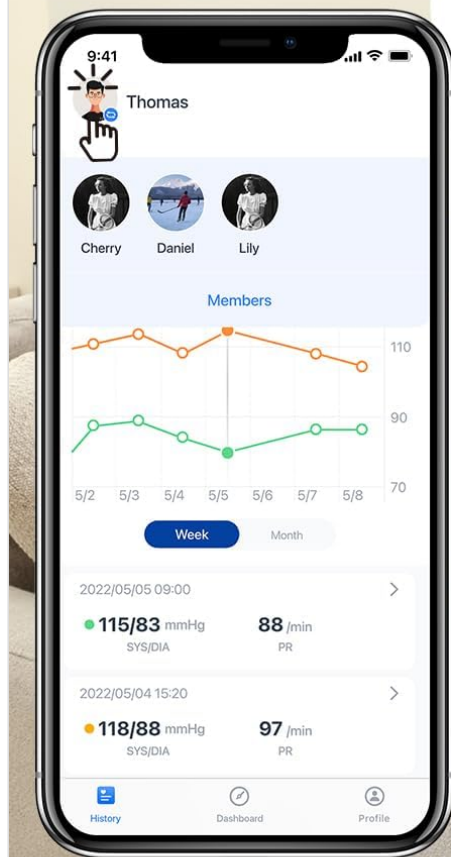 9:41
Thomas
Cherry Daniel Lily
Members
110
90
70
5/2 5/3 5/4 5/5 5/6 5/7 5/8
Week Month
2022/05/05 09:00
115/83 mmHg 88 /min
SYS/DIA PR
2022/05/04 15:20
118/88 mmHg 97 /min
SYS/DIA PR
History Dashboard Profile